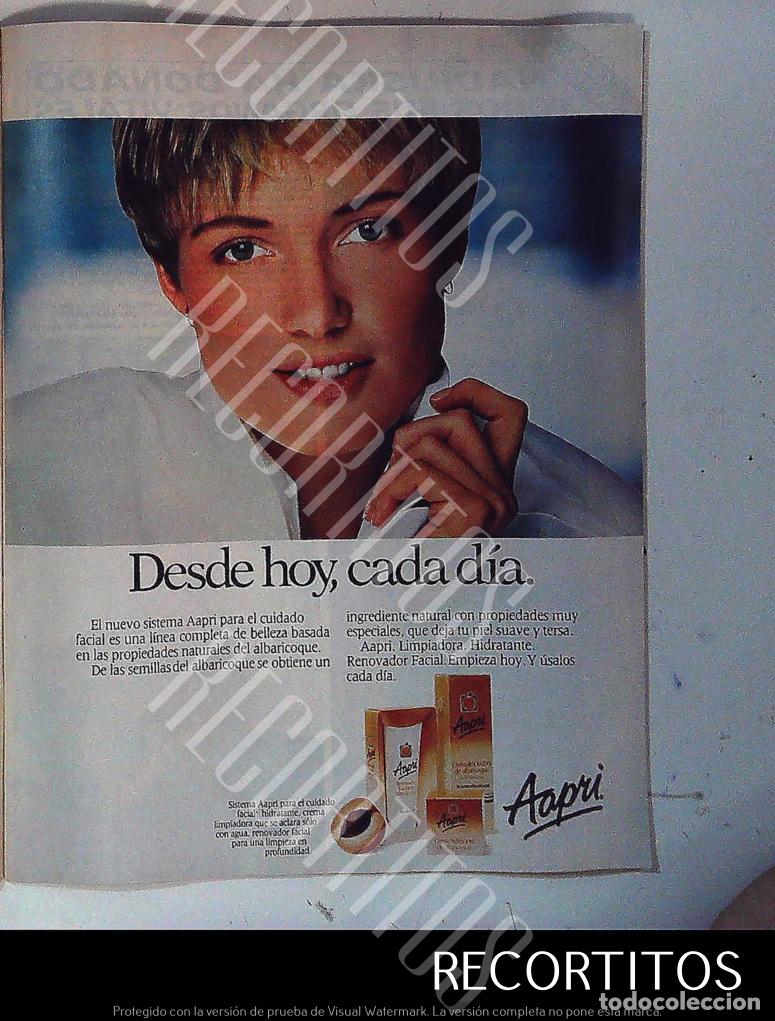 RECORTITOS
RECORTITOS
RECORTITOS
Desde hoy, cada día.
El nuevo sistema Aapri para el cuidado
facial es una línea completa de belleza basada
en las propiedades naturales del albaricoque.
De las semillas del albaricoque se obtiene un
ingrediente natural con propiedades muy
especiales, que deja tu piel suave y tersa.
Aapri. Limpiadora. Hidratante.
Renovador Facial. Empieza hoy. Y úsalos
cada día.
Sistema Aapri para el cuidado
facial: hidratante, crema
limpiadora que se aclara sólo
con agua, renovador facial
para una limpieza en
profundidad.
Aapri
Aapri
de albaricoque
Aapri
Aapri
RECORTITOS
todocoleccion
Protegido con la versión de prueba de Visual Watermark. La versión completa no pone esta marca.